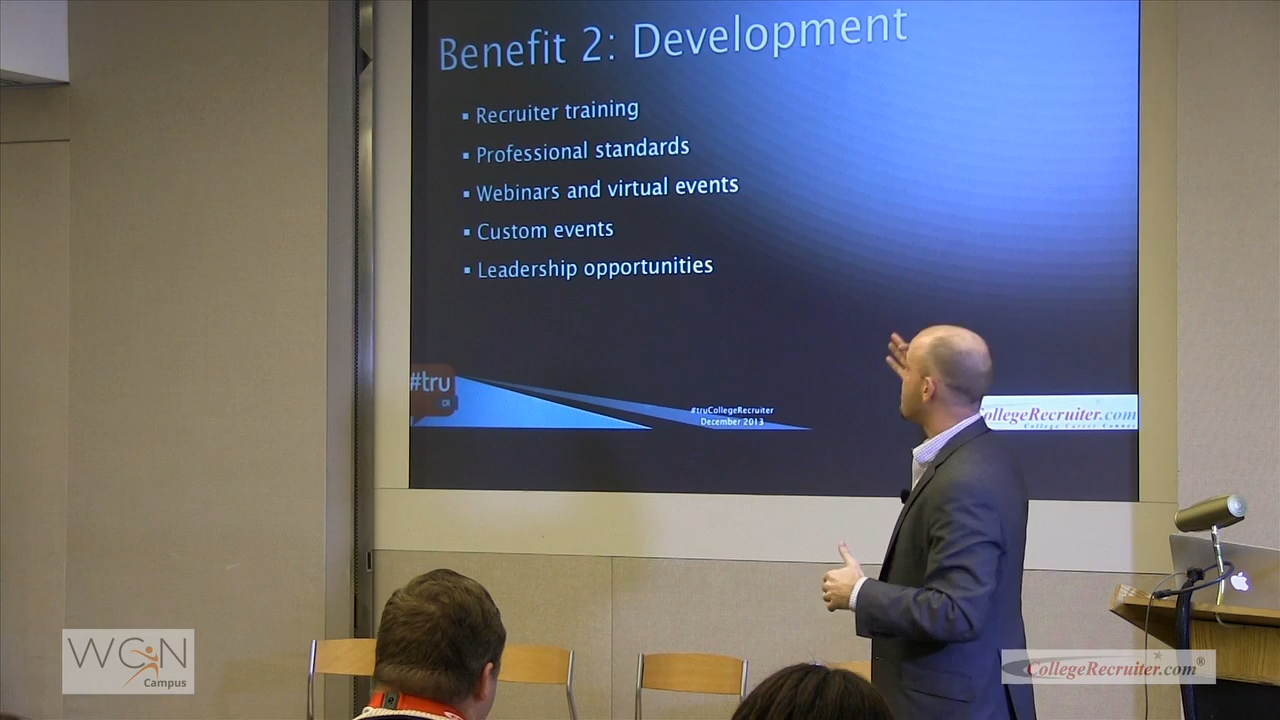 Benefit 2: Development
▪ Recruiter training
▪ Professional standards
▪ Webinars and virtual events
▪ Custom events
▪ Leadership opportunities
#tru
CR
#truCollegeRecruiter
December 2013
CollegeRecruiter.com
WCN
Campus
CollegeRecruiter.com®